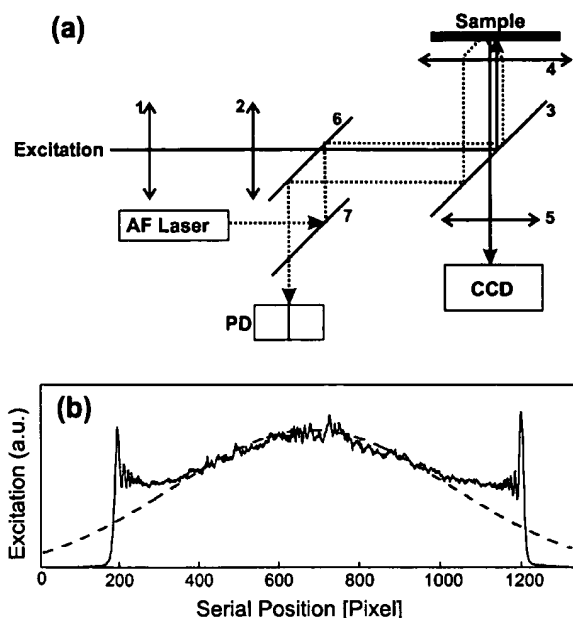 (a)
Sample
4
3
1
2
6
Excitation
7
AF Laser
5
CCD
PD
(b)
Excitation (a.u.)
0 200 400 600 800 1000 1200
Serial Position [Pixel]